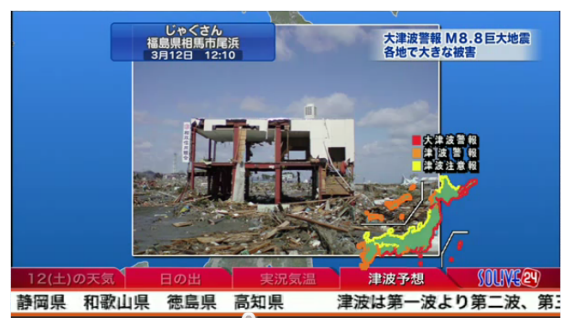 じゃくさん
福島県相馬市尾浜
3月12日 12:10
大津波警報 M8.8巨大地震
各地で大きな被害
大津波警報
津波警報
津波注意報
12(土)の天気 日の出 実況気温 津波予想
SOLiVE24
静岡県 和歌山県 徳島県 高知県 津波は第一波より第二波、第三